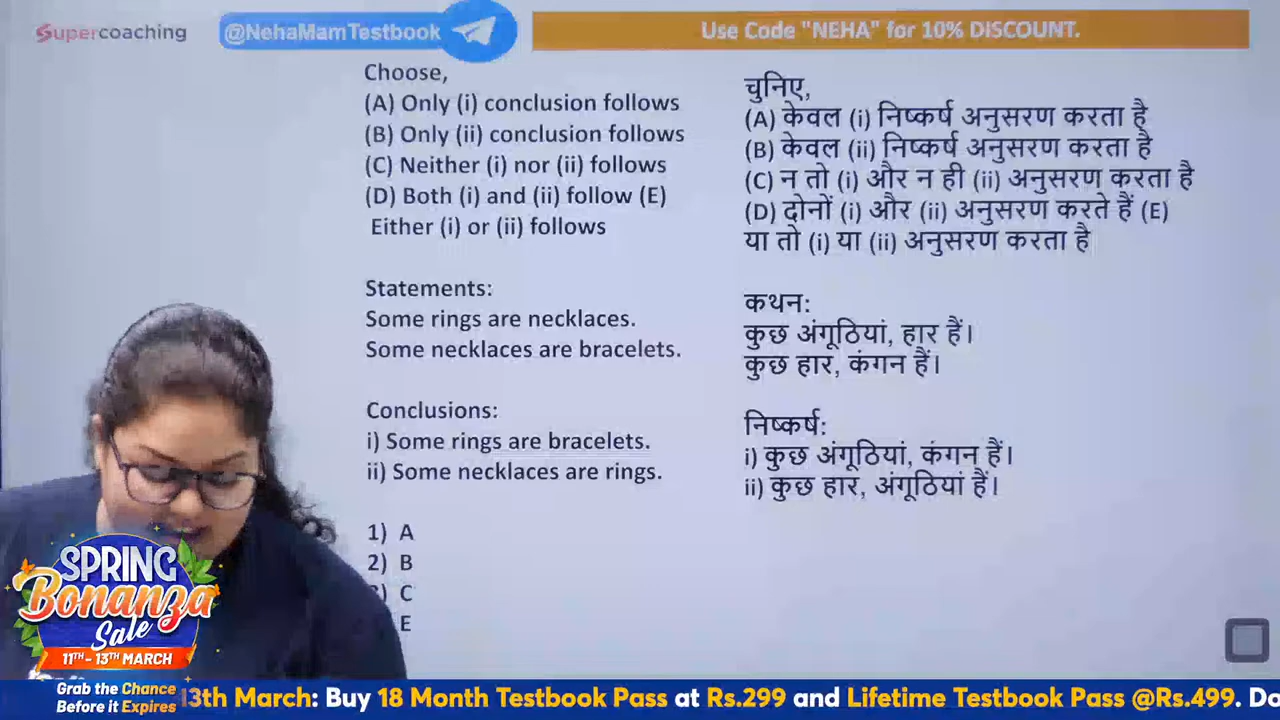 Supercoaching
@NehaMamTestbook
Use Code "NEHA" for 10% DISCOUNT.
Choose,
(A) Only (i) conclusion follows
(B) Only (ii) conclusion follows
(C) Neither (i) nor (ii) follows
(D) Both (i) and (ii) follow (E)
Either (i) or (ii) follows
Statements:
Some rings are necklaces.
Some necklaces are bracelets.
Conclusions:
i) Some rings are bracelets.
ii) Some necklaces are rings.
1) A
2) B
) C
E
चुनिए,
(A) केवल (i) निष्कर्ष अनुसरण करता है
(B) केवल (ii) निष्कर्ष अनुसरण करता है
(C) न तो (i) और न ही (ii) अनुसरण करता है
(D) दोनों (i) और (ii) अनुसरण करते हैं (E)
या तो (i) या (ii) अनुसरण करता है
कथन:
कुछ अंगूठियां, हार हैं।
कुछ हार, कंगन हैं।
निष्कर्ष:
i) कुछ अंगूठियां, कंगन हैं।
ii) कुछ हार, अंगूठियां हैं।
SPRING
Bonanza
Sale
11TH - 13TH MARCH
Grab the Chance
Before it Expires
13th March: Buy 18 Month Testbook Pass at Rs.299 and Lifetime Testbook Pass @Rs.499. Do